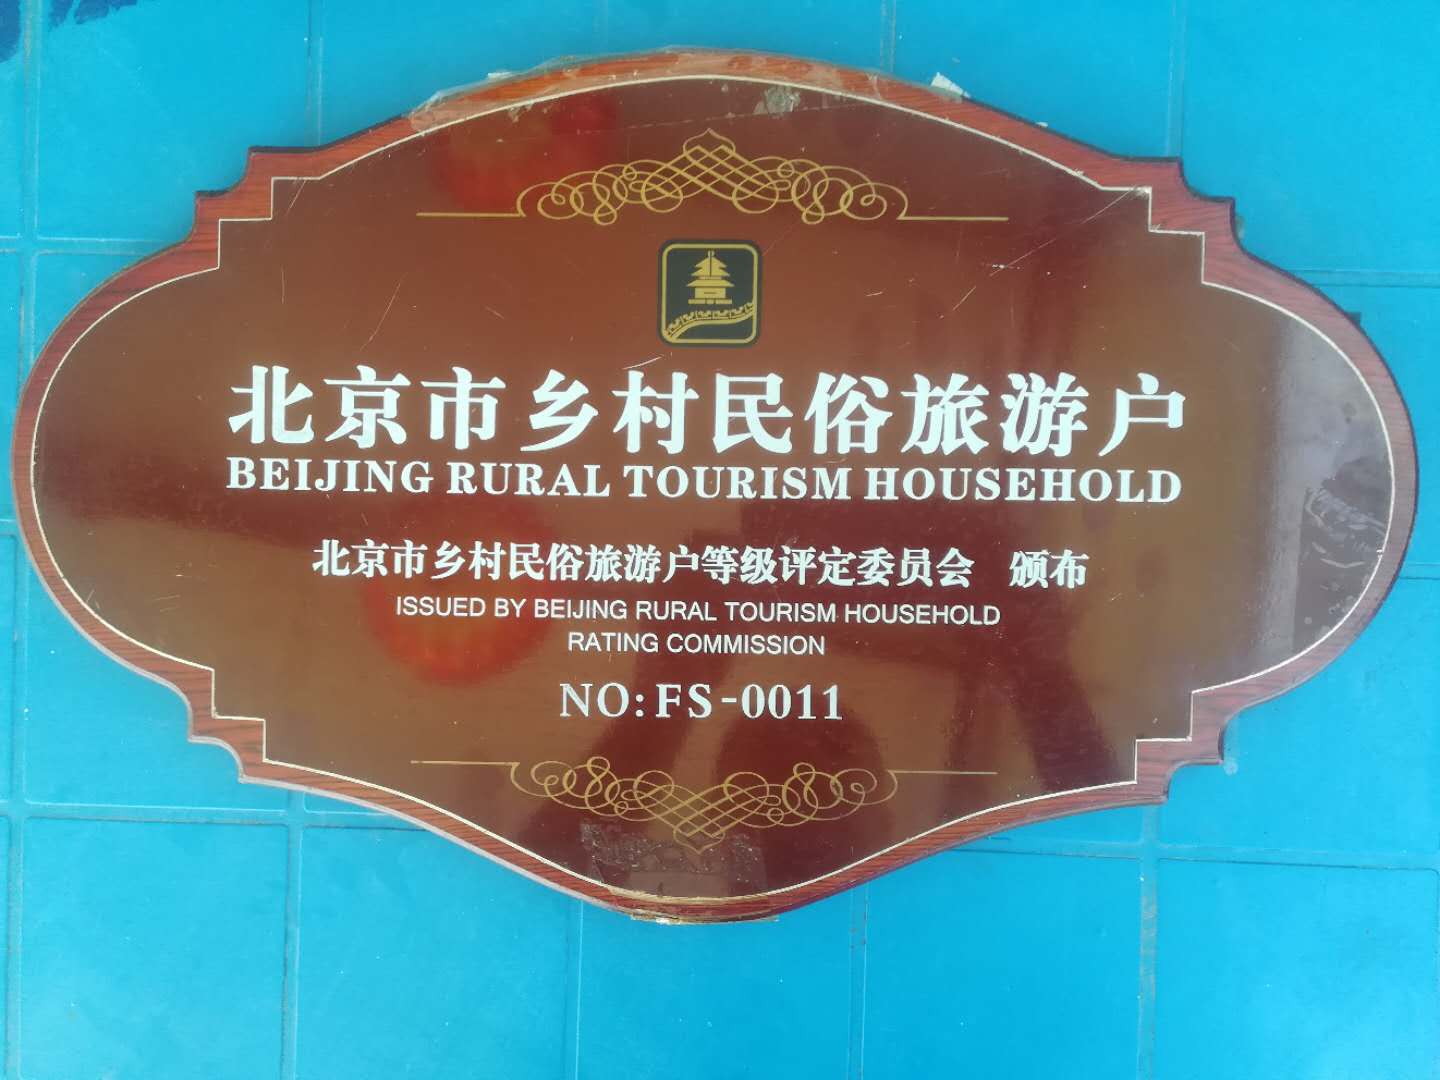 北京市乡村民俗旅游户
BEIJING RURAL TOURISM HOUSEHOLD
北京市乡村民俗旅游户等级评定委员会 颁布
ISSUED BY BEIJING RURAL TOURISM HOUSEHOLD
RATING COMMISSION
NO:FS-0011